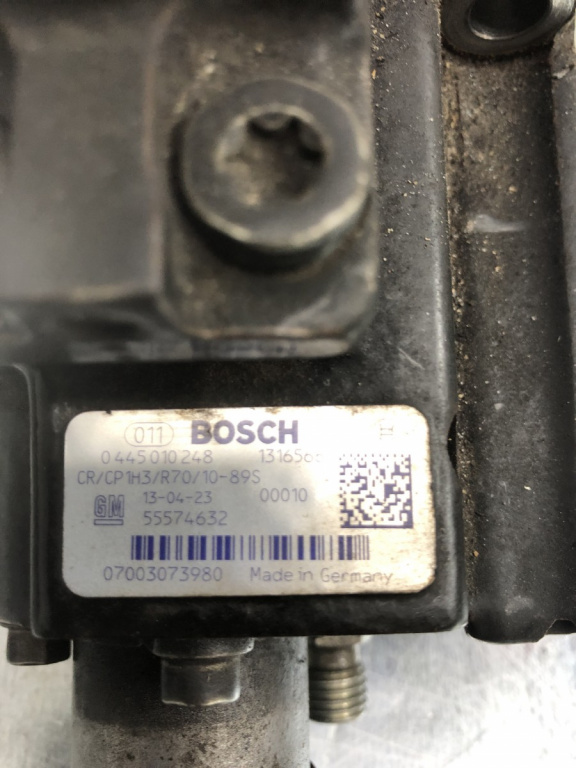 011 BOSCH
0445010248
CR/CP1H3/R70/10-89S
13-04-23 00010
GM 55574632
07003073980 Made in Germany